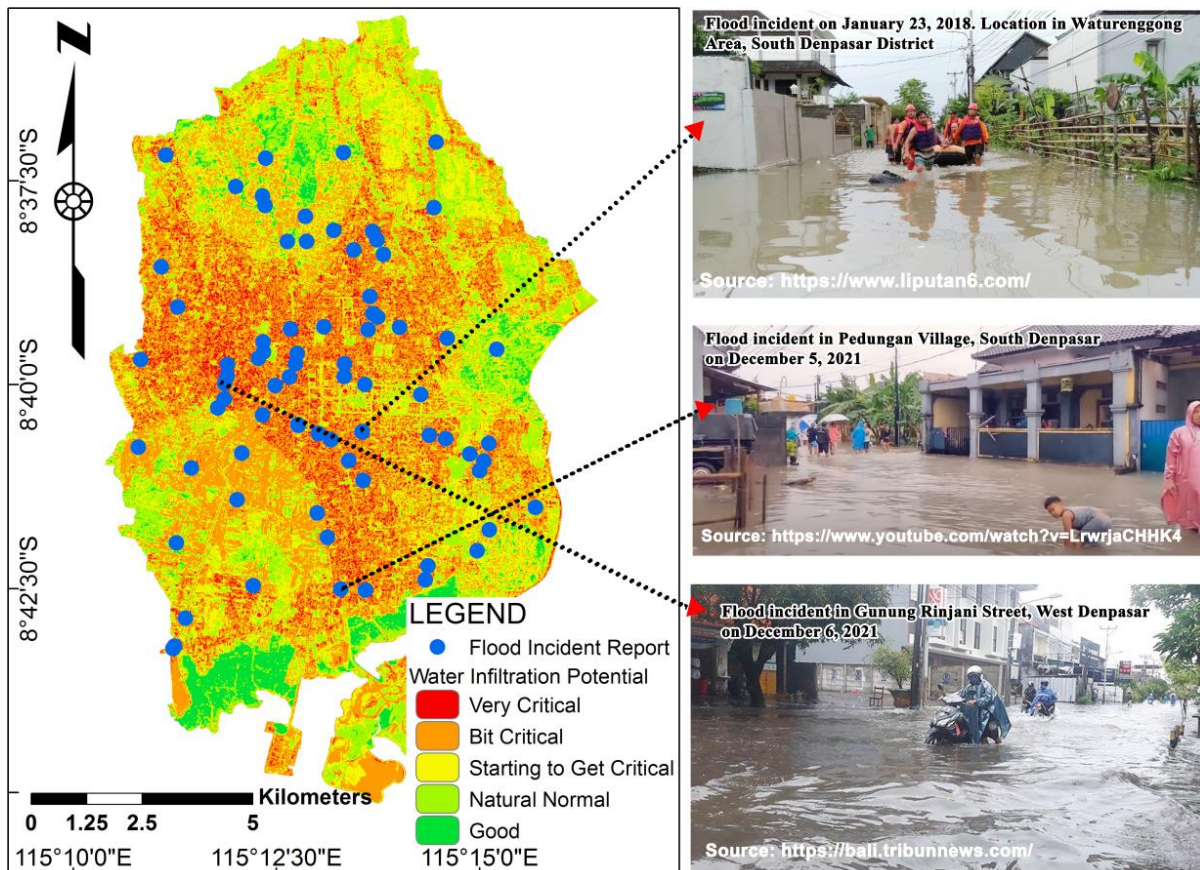 N
8°37'30"S
8°40'0"S
8°42'30"S
LEGEND
Flood Incident Report
Water Infiltration Potential
Very Critical
Bit Critical
Starting to Get Critical
Natural Normal
Good
Kilometers
0 1.25 2.5 5
115°10'0"E 115°12'30"E 115°15'0"E
Flood incident on January 23, 2018. Location in Waturenggong
Area, South Denpasar District
Source: https://www.liputan6.com/
Flood incident in Pedungan Village, South Denpasar
on December 5, 2021
Source: https://www.youtube.com/watch?v=LrwrjaCHHK4
Flood incident in Gunung Rinjani Street, West Denpasar
on December 6, 2021
Source: https://bali.tribunnews.com/